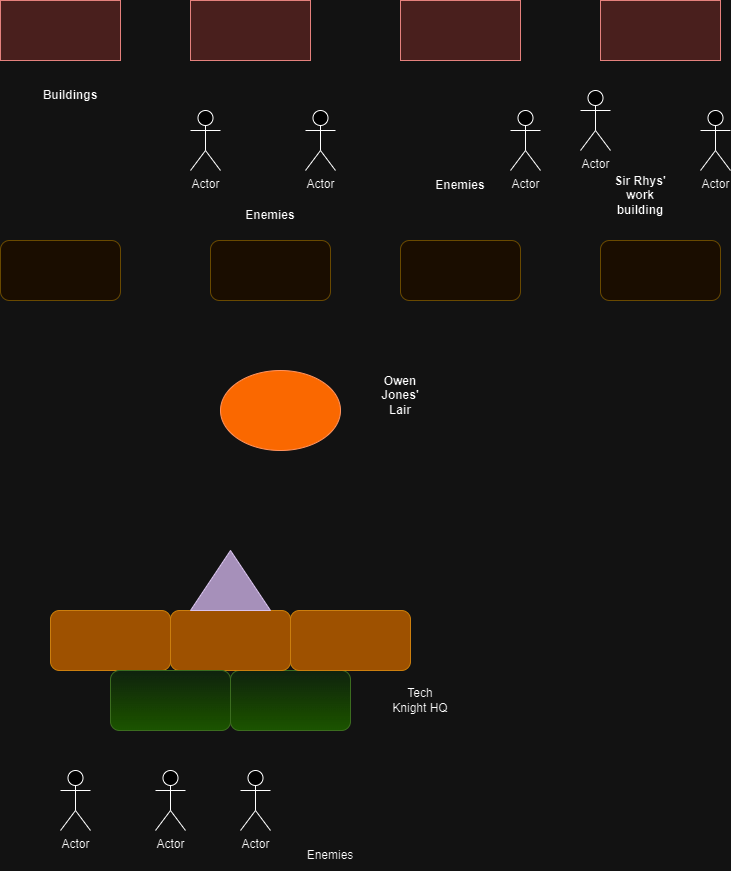 Buildings
Actor
Actor
Enemies
Actor
Actor
Actor
Sir Rhys'
work
building
Enemies
Owen
Jones'
Lair
Tech
Knight HQ
Actor
Actor
Actor
Enemies